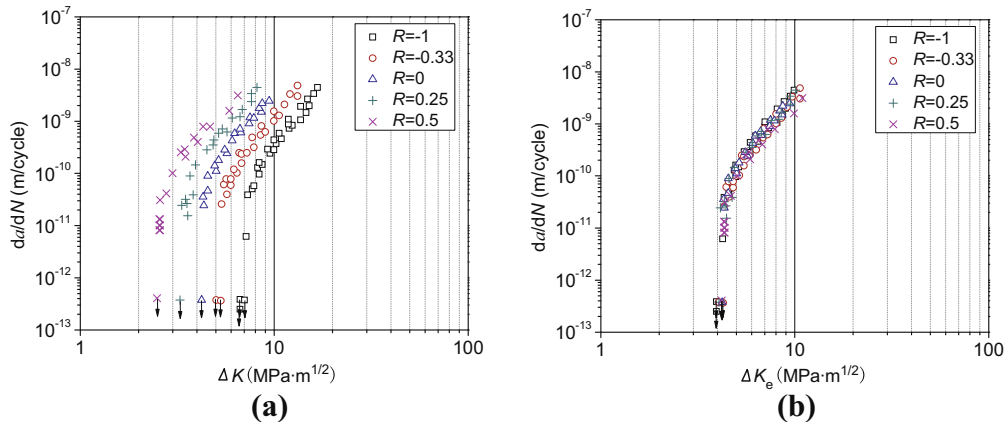 10⁻⁷
10⁻⁸
10⁻⁹
10⁻¹⁰
10⁻¹¹
10⁻¹²
10⁻¹³
da/dN (m/cycle)
R=-1
R=-0.33
R=0
R=0.25
R=0.5
1
10
100
ΔK(MPa·m^1/2)
(a)
10⁻⁷
10⁻⁸
10⁻⁹
10⁻¹⁰
10⁻¹¹
10⁻¹²
10⁻¹³
da/dN (m/cycle)
R=-1
R=-0.33
R=0
R=0.25
R=0.5
1
10
100
ΔKₑ(MPa·m^1/2)
(b)